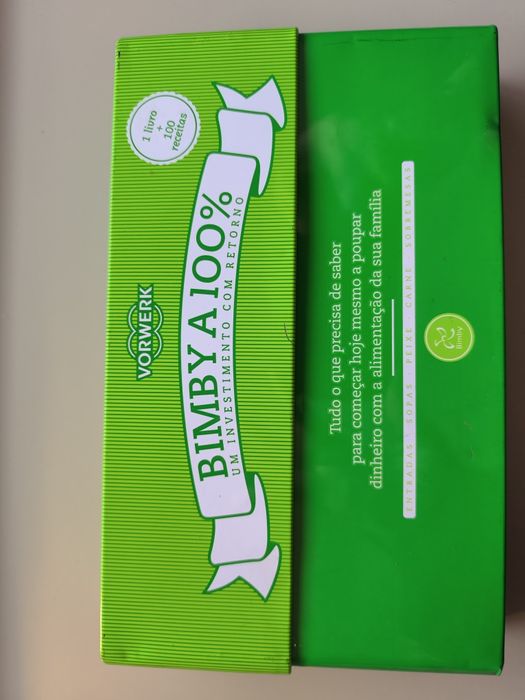 1 livro
+
100
receitas
VORWERK
BIMBY A 100%
UM INVESTIMENTO COM RETORNO
Tudo o que precisa de saber
para começar hoje mesmo a poupar
dinheiro com a alimentação da sua família
ENTRADAS SOPAS PEIXE CARNE SOBREMESAS
bimby